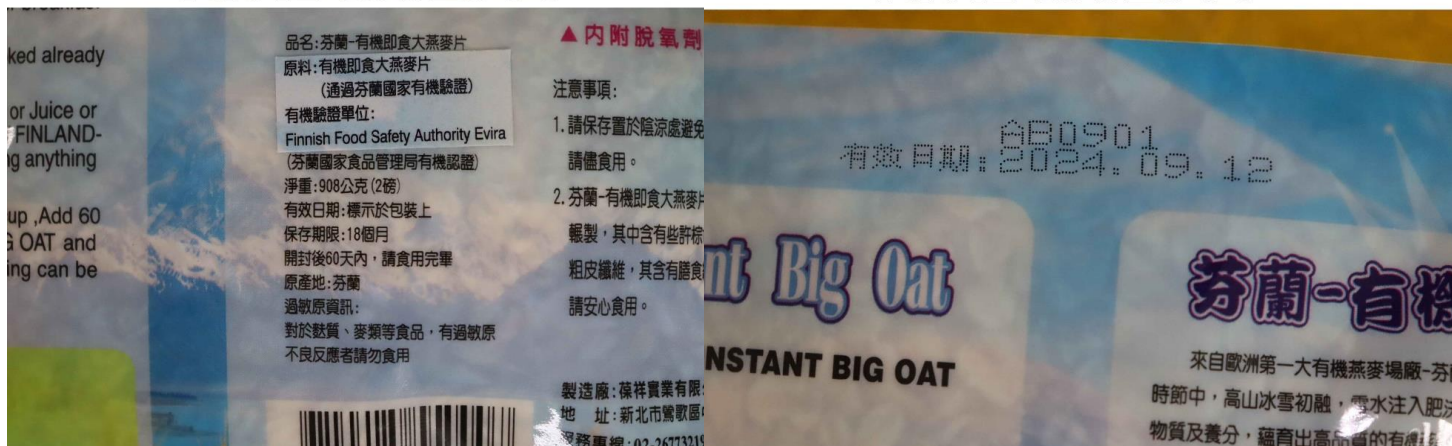 ked already
or Juice or
FINLAND-
g anything
up ,Add 60
OAT and
ing can be
品名:芬蘭-有機即食大燕麥片
原料:有機即食大燕麥片
(通過芬蘭國家有機驗證)
有機驗證單位:
Finnish Food Safety Authority Evira
(芬蘭國家食品管理局有機認證)
淨重:908公克(2磅)
有效日期:標示於包裝上
保存期限:18個月
開封後60天內,請食用完畢
原產地:芬蘭
過敏原資訊:
對於麩質、麥類等食品,有過敏原
不良反應者請勿食用
▲內附脫氧劑
注意事項:
1.請保存置於陰涼處避免
請儘食用。
2.芬蘭-有機即食大燕麥片
輾製,其中含有些許棕
粗皮纖維,其含有膳食
請安心食用。
製造廠:葆祥實業有限
地 址:新北市鶯歌區
服務專線:02-26773219
AB0901
有效日期:2024.09.12
nt Big Oat
NSTANT BIG OAT
芬蘭-有機
來自歐洲第一大有機燕麥場廠-芬
時節中,高山冰雪初融,雪水注入肥沃
物質及養分,蘊育出高品質的有